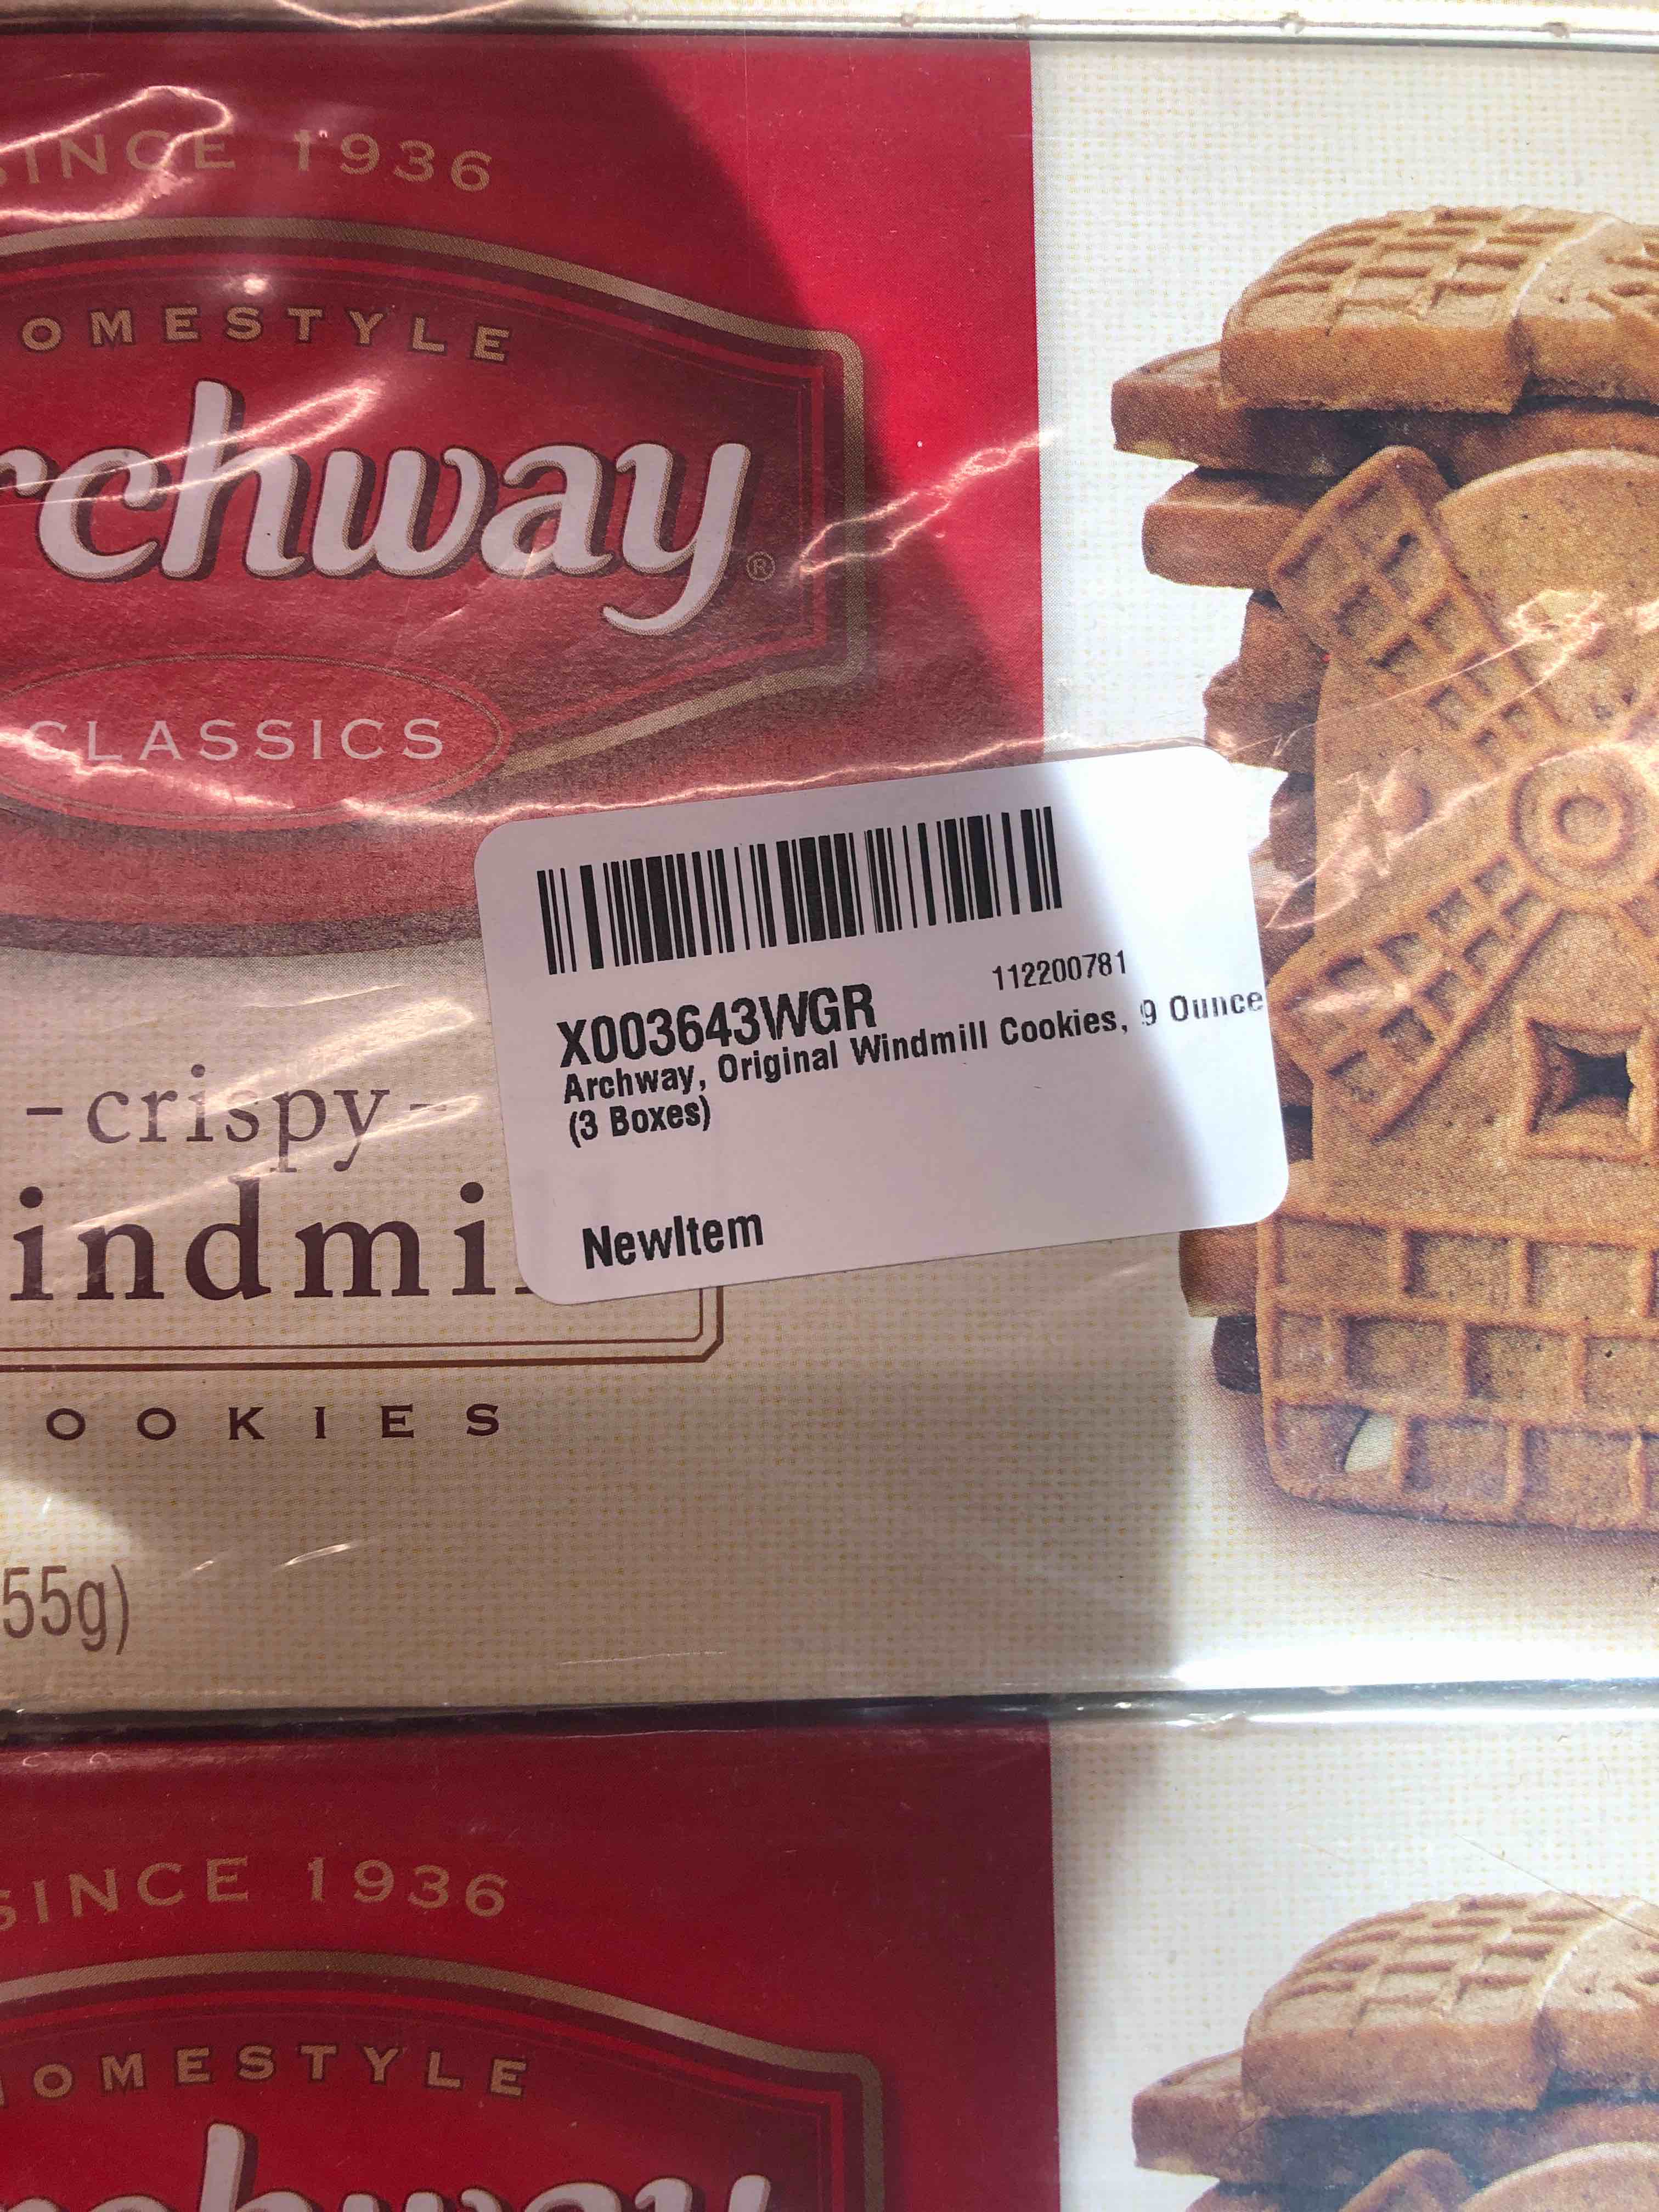 SINCE 1936
OMESTYLE
rchway®
CLASSICS
112200781
X003643WGR
Archway, Original Windmill Cookies, 9 Ounce
(3 Boxes)
NewItem
-crispy-
indmi
OOKIES
55g)
SINCE 1936
OMESTYLE
chway